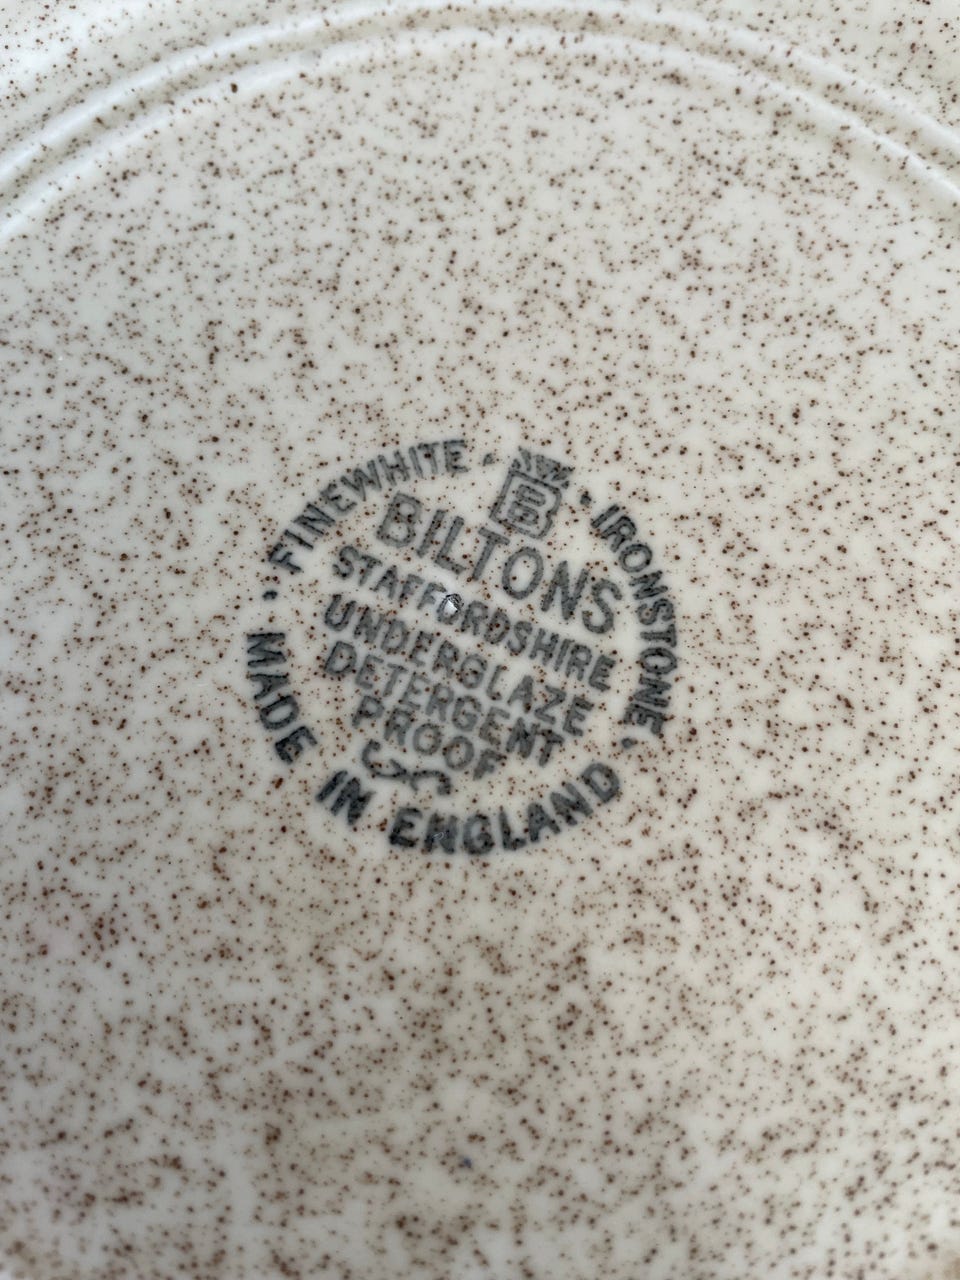 FINEWHITE · IRONSTONE
B
BILTONS
STAFFORDSHIRE
UNDERGLAZE
DETERGENT
PROOF
MADE IN ENGLAND